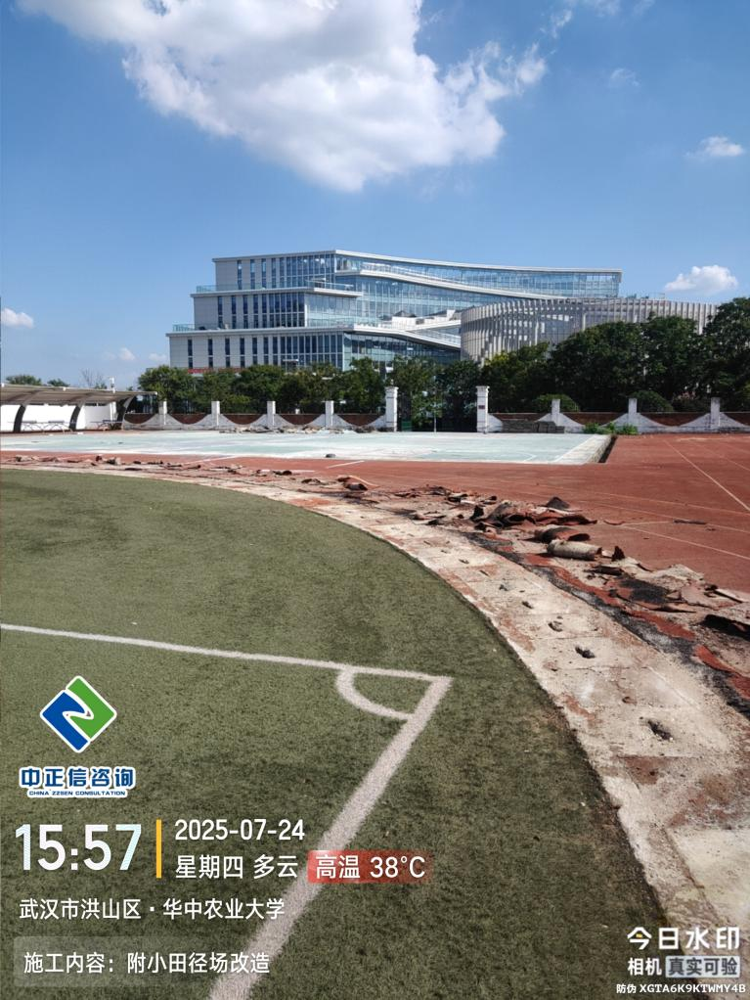 中正信咨询
CHINA ZZSEN CONSULTATION
15:57
2025-07-24
星期四 多云 高温 38°C
武汉市洪山区·华中农业大学
施工内容：附小田径场改造
今日水印
相机 真实可验
防伪 XGTA6K9KTWMY4B